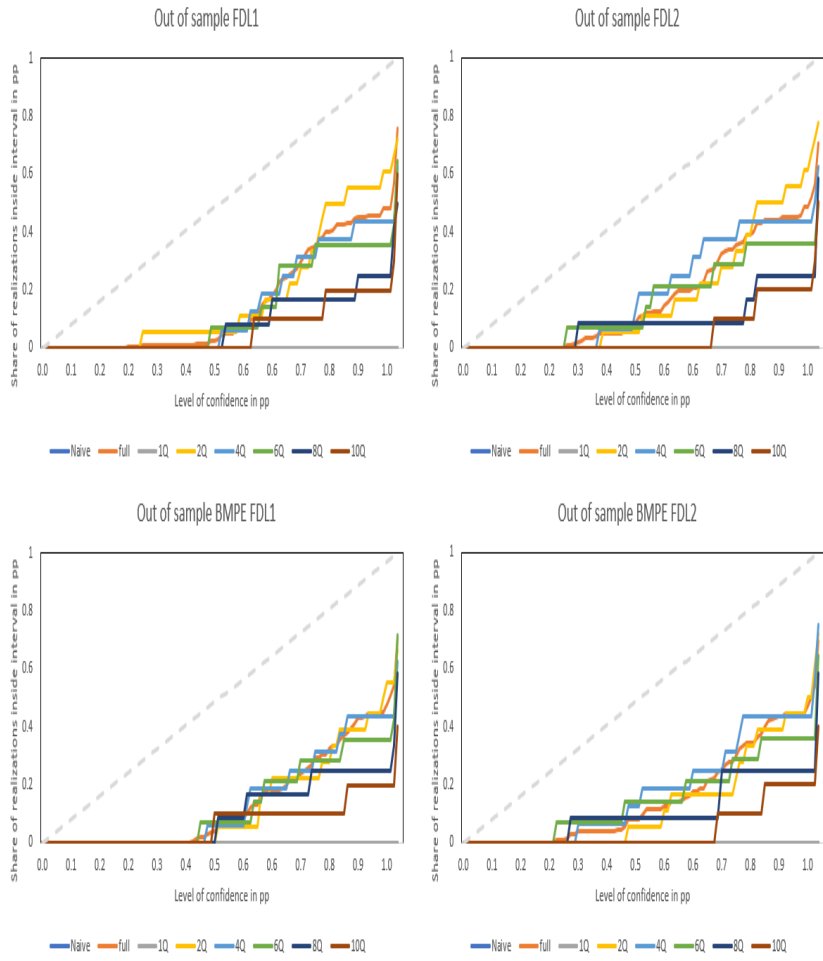 Out of sample FDL1
Share of realizations inside interval in pp
1
0.8
0.6
0.4
0.2
0
0.0 0.1 0.2 0.3 0.4 0.5 0.6 0.7 0.8 0.9 1.0
Level of confidence in pp
Naive full 1Q 2Q 4Q 6Q 8Q 10Q
Out of sample FDL2
Share of realizations inside interval in pp
1
0.8
0.6
0.4
0.2
0
0.0 0.1 0.2 0.3 0.4 0.5 0.6 0.7 0.8 0.9 1.0
Level of confidence in pp
Naive full 1Q 2Q 4Q 6Q 8Q 10Q
Out of sample BMPE FDL1
Share of realizations inside interval in pp
1
0.8
0.6
0.4
0.2
0
0.0 0.1 0.2 0.3 0.4 0.5 0.6 0.7 0.8 0.9 1.0
Level of confidence in pp
Naive full 1Q 2Q 4Q 6Q 8Q 10Q
Out of sample BMPE FDL2
Share of realizations inside interval in pp
1
0.8
0.6
0.4
0.2
0
0.0 0.1 0.2 0.3 0.4 0.5 0.6 0.7 0.8 0.9 1.0
Level of confidence in pp
Naive full 1Q 2Q 4Q 6Q 8Q 10Q